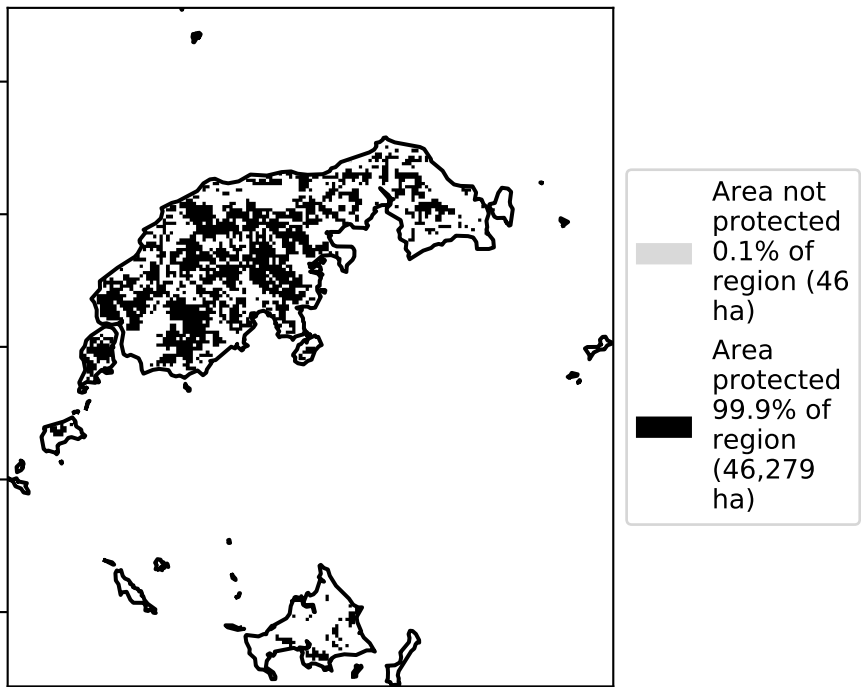 Area not
protected
0.1% of
region (46
ha)
Area
protected
99.9% of
region
(46,279
ha)